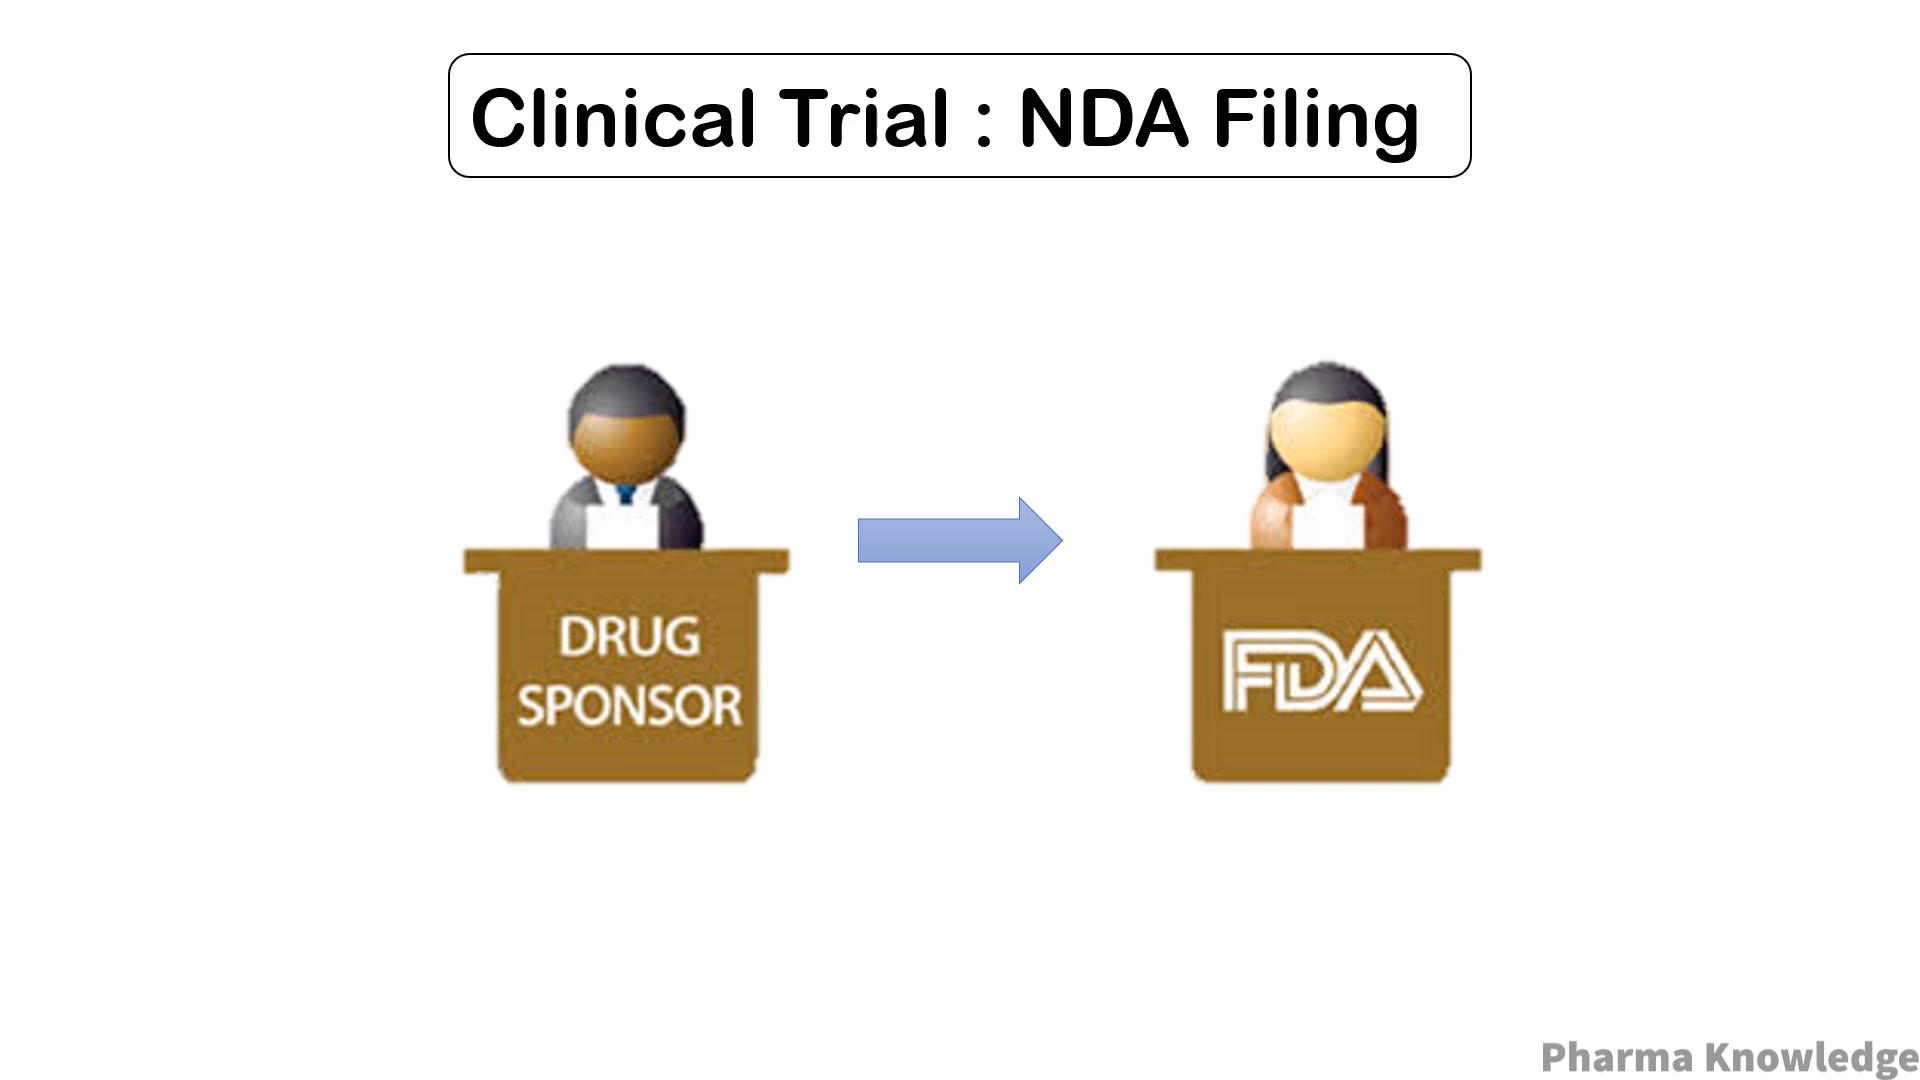 Clinical Trial : NDA Filing
DRUG
SPONSOR
FDA
Pharma Knowledge